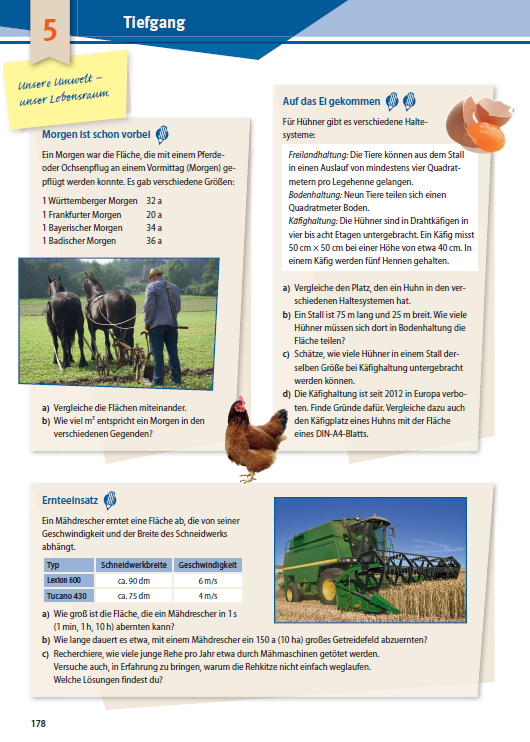 5
Tiefgang
Unsere Umwelt –
unser Lebensraum
Morgen ist schon vorbei
Ein Morgen war die Fläche, die mit einem Pferde-
oder Ochsenpflug an einem Vormittag (Morgen) ge-
pflügt werden konnte. Es gab verschiedene Größen:
1 Württemberger Morgen 32 a
1 Frankfurter Morgen 20 a
1 Bayerischer Morgen 34 a
1 Badischer Morgen 36 a
a) Vergleiche die Flächen miteinander.
b) Wie viel m² entspricht ein Morgen in den
verschiedenen Gegenden?
Auf das Ei gekommen
Für Hühner gibt es verschiedene Halte-
systeme:
Freilandhaltung: Die Tiere können aus dem Stall
in einen Auslauf von mindestens vier Quadrat-
metern pro Legehenne gelangen.
Bodenhaltung: Neun Tiere teilen sich einen
Quadratmeter Boden.
Käfighaltung: Die Hühner sind in Drahtkäfigen in
vier bis acht Etagen untergebracht. Ein Käfig misst
50 cm × 50 cm bei einer Höhe von etwa 40 cm. In
einem Käfig werden fünf Hennen gehalten.
a) Vergleiche den Platz, den ein Huhn in den ver-
schiedenen Haltesystemen hat.
b) Ein Stall ist 75 m lang und 25 m breit. Wie viele
Hühner müssen sich dort in Bodenhaltung die
Fläche teilen?
c) Schätze, wie viele Hühner in einem Stall der-
selben Größe bei Käfighaltung untergebracht
werden können.
d) Die Käfighaltung ist seit 2012 in Europa verbo-
ten. Finde Gründe dafür. Vergleiche dazu auch
den Käfigplatz eines Huhns mit der Fläche
eines DIN-A4-Blatts.
Ernteeinsatz
Ein Mähdrescher erntet eine Fläche ab, die von seiner
Geschwindigkeit und der Breite des Schneidwerks
abhängt.
Typ Schneidwerkbreite Geschwindigkeit
Lexion 600 ca. 90 dm 6 m/s
Tucano 430 ca. 75 dm 4 m/s
a) Wie groß ist die Fläche, die ein Mähdrescher in 1 s
(1 min, 1 h, 10 h) abernten kann?
b) Wie lange dauert es etwa, mit einem Mähdrescher ein 150 a (10 ha) großes Getreidefeld abzuernten?
c) Recherchiere, wie viele junge Rehe pro Jahr etwa durch Mähmaschinen getötet werden.
Versuche auch, in Erfahrung zu bringen, warum die Rehkitze nicht einfach weglaufen.
Welche Lösungen findest du?
178